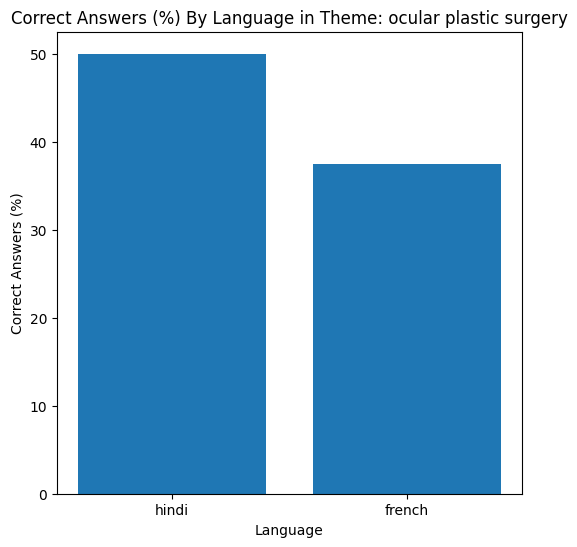 Correct Answers (%) By Language in Theme: ocular plastic surgery
Correct Answers (%)
50
40
30
20
10
0
hindi french
Language